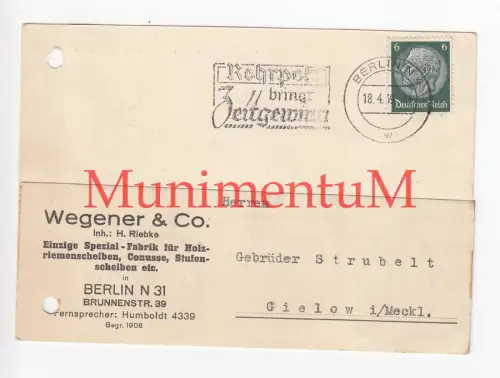 Rohrpost
bringt
Zeitgewinn
BERLIN N
18.4.
w
6 6
Deutsches Reich
MunimentuM
Herren
Wegener & Co.
Inh.: H. Riebke
Einzige Spezial-Fabrik für Holz-
riemenscheiben, Conusse, Stufen-
scheiben etc.
in
BERLIN N 31
BRUNNENSTR. 39
Fernsprecher: Humboldt 4339
Gegr. 1908
Gebrüder Strubelt
Gielow i/Meckl.